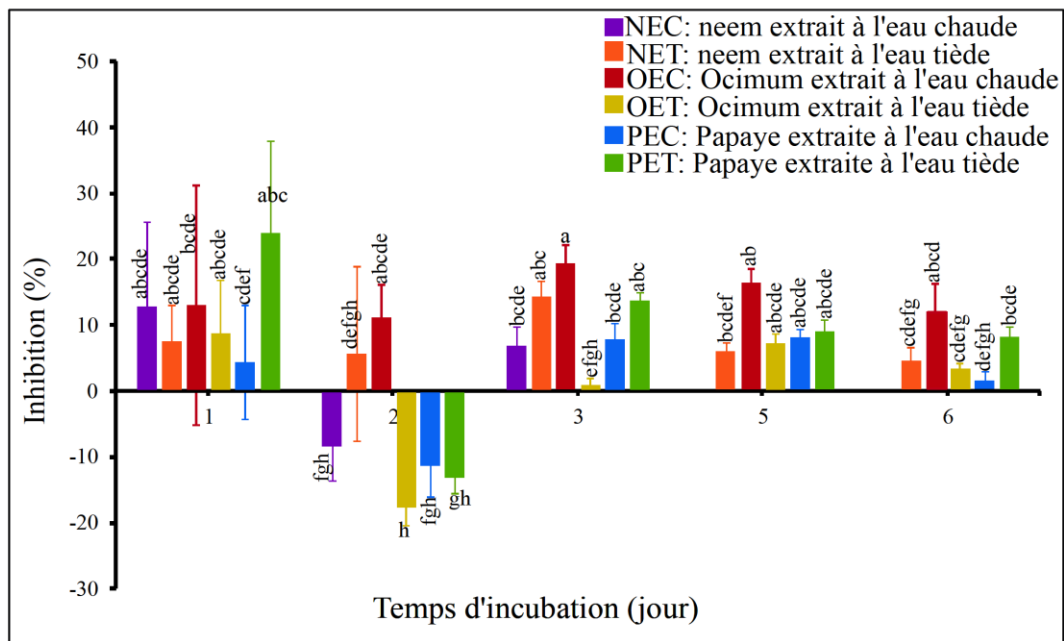 NEC: neem extrait à l'eau chaude
NET: neem extrait à l'eau tiède
OEC: Ocimum extrait à l'eau chaude
OET: Ocimum extrait à l'eau tiède
PEC: Papaye extraite à l'eau chaude
PET: Papaye extraite à l'eau tiède
Inhibition (%)
50
40
30
20
10
0
-10
-20
-30
abcde
abcde
bcde
abcde
cdef
abc
fgh
defgh
abcde
h
fgh
gh
bcde
abc
a
efgh
bcde
abc
bcdef
ab
abcde
abcde
abcde
cdefg
abcd
cdefg
defgh
bcde
1
2
3
5
6
Temps d'incubation (jour)